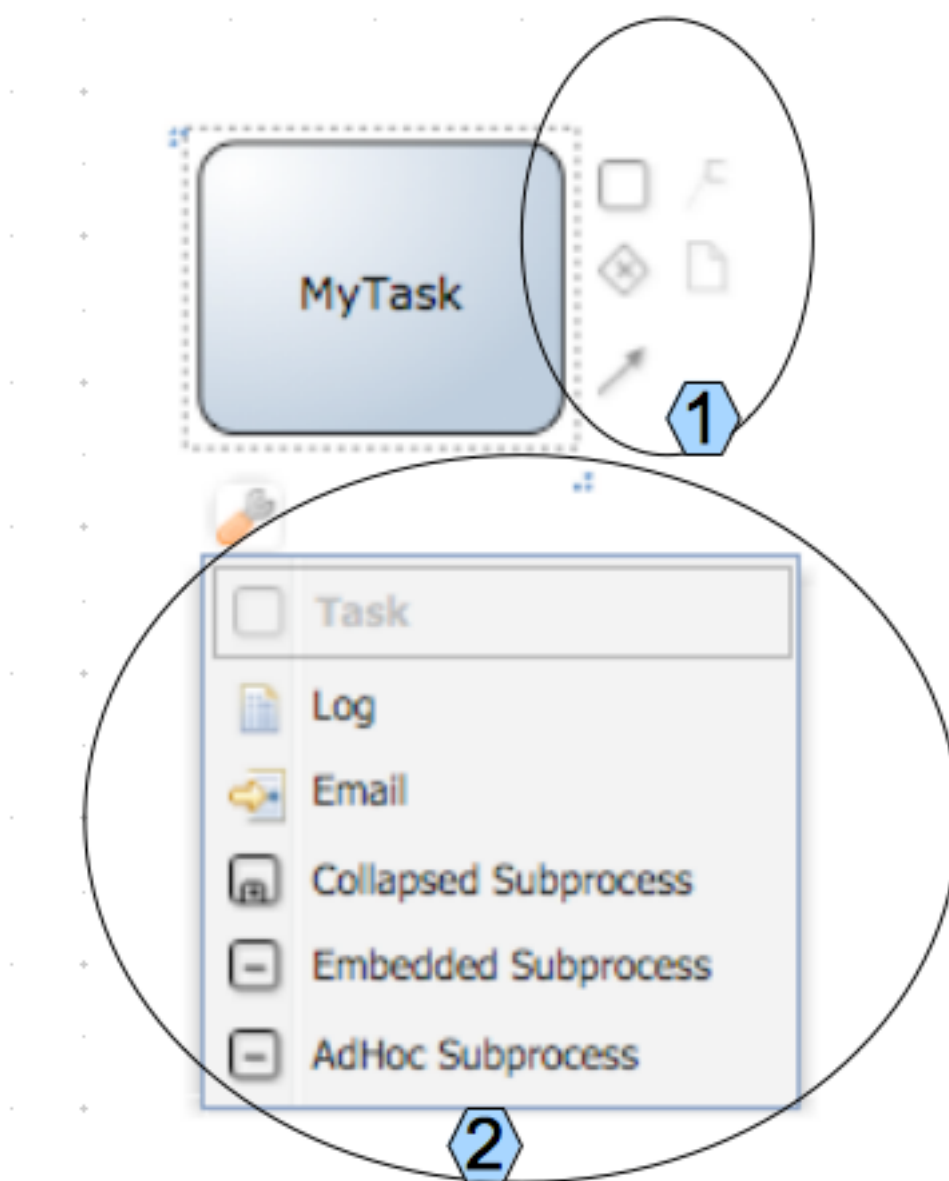 MyTask
1
Task
Log
Email
Collapsed Subprocess
Embedded Subprocess
AdHoc Subprocess
2